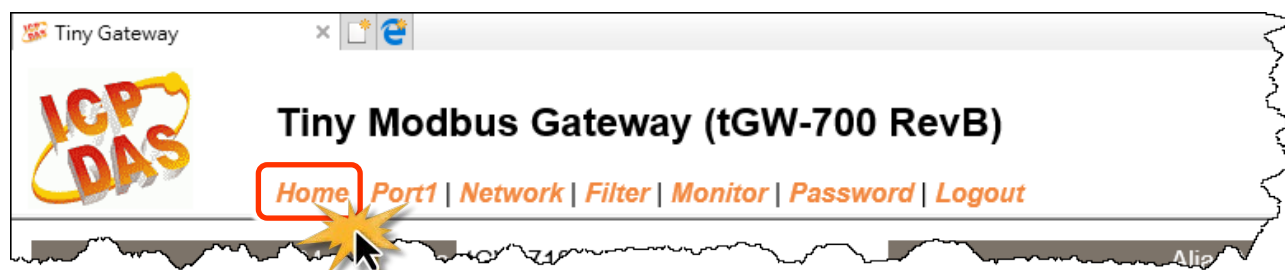 Tiny Gateway
ICP
DAS
Tiny Modbus Gateway (tGW-700 RevB)
Home Port1 | Network | Filter | Monitor | Password | Logout